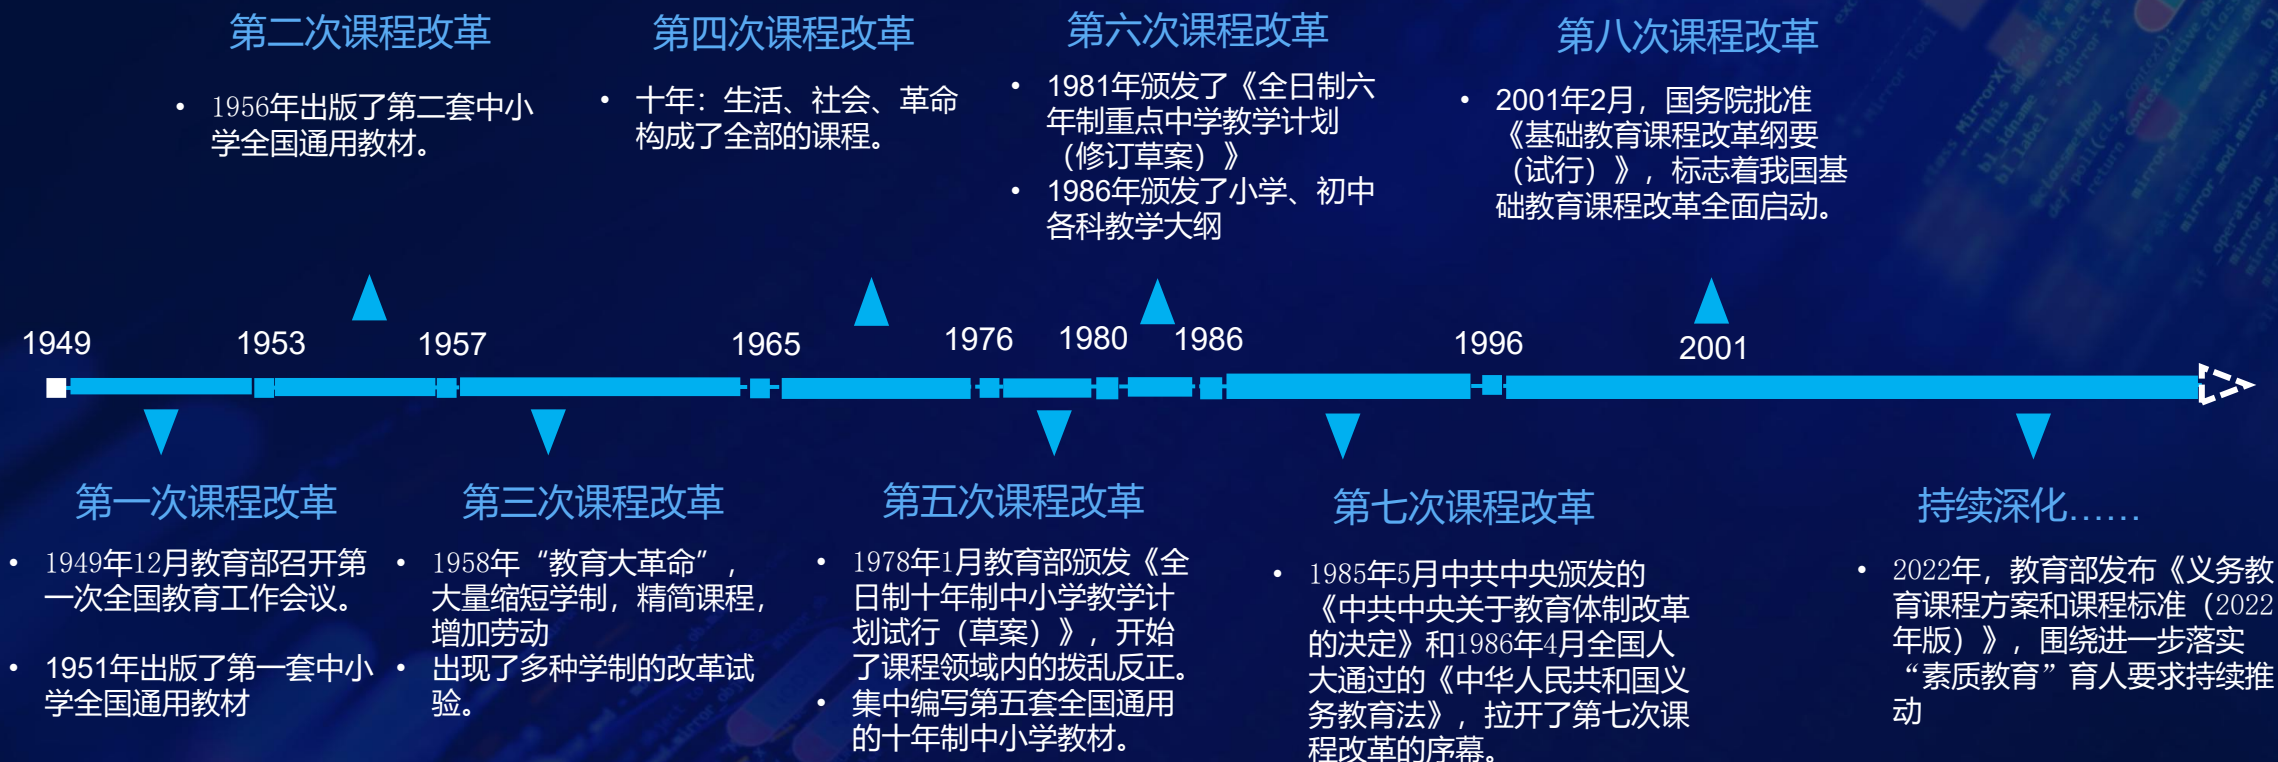 第二次课程改革
• 1956年出版了第二套中小
学全国通用教材。
第四次课程改革
• 十年：生活、社会、革命
构成了全部的课程。
第六次课程改革
• 1981年颁发了《全日制六
年制重点中学教学计划
（修订草案）》
• 1986年颁发了小学、初中
各科教学大纲
第八次课程改革
• 2001年2月，国务院批准
《基础教育课程改革纲要
（试行）》，标志着我国基
础教育课程改革全面启动。
1949
1953
1957
1965
1976
1980
1986
1996
2001
第一次课程改革
• 1949年12月教育部召开第
一次全国教育工作会议。
• 1951年出版了第一套中小
学全国通用教材
第三次课程改革
• 1958年“教育大革命”，
大量缩短学制，精简课程，
增加劳动
• 出现了多种学制的改革试
验。
第五次课程改革
• 1978年1月教育部颁发《全
日制十年制中小学教学计
划试行（草案）》，开始
了课程领域内的拨乱反正。
• 集中编写第五套全国通用
的十年制中小学教材。
第七次课程改革
• 1985年5月中共中央颁发的
《中共中央关于教育体制改革
的决定》和1986年4月全国人
大通过的《中华人民共和国义
务教育法》，拉开了第七次课
程改革的序幕。
持续深化……
• 2022年，教育部发布《义务教
育课程方案和课程标准（2022
年版）》，围绕进一步落实
“素质教育”育人要求持续推
动